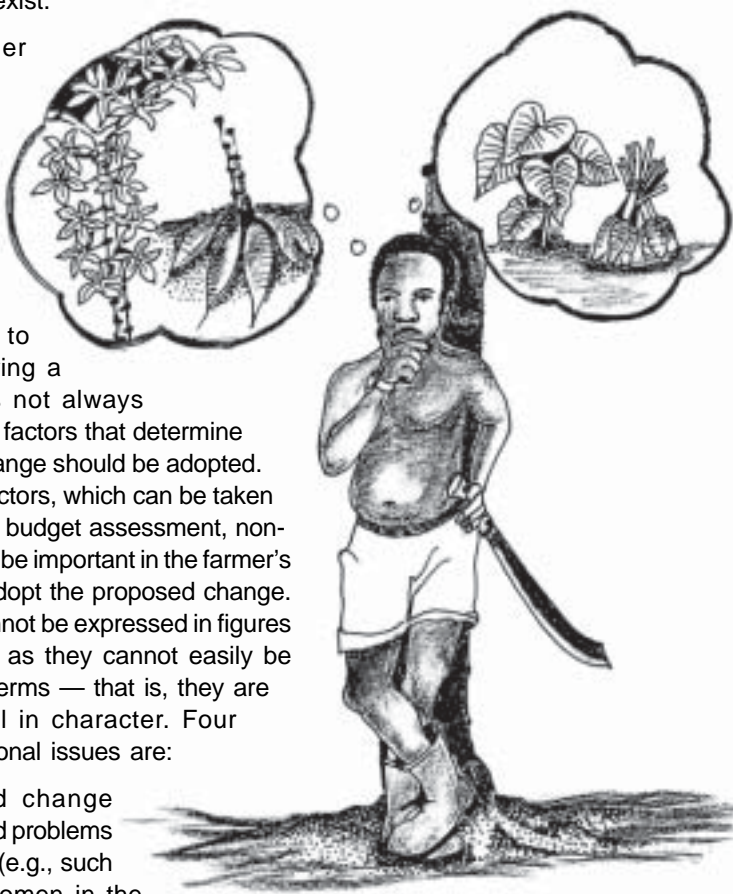 exist.
er
to
ing a
not always
factors that determine
ange should be adopted.
ctors, which can be taken
budget assessment, non-
be important in the farmer's
dopt the proposed change.
nnot be expressed in figures
as they cannot easily be
erms — that is, they are
l in character. Four
onal issues are:
d change
d problems
(e.g., such
omen in the